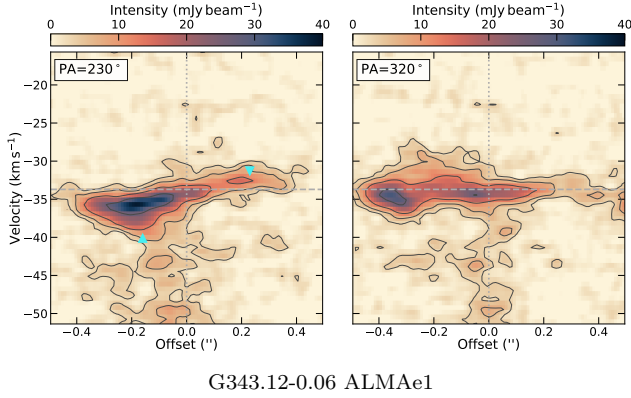 Intensity (mJy beam⁻¹) Intensity (mJy beam⁻¹)
0 10 20 30 40 0 10 20 30 40
PA=230° PA=320°
−20
−25
−30
−35
−40
−45
−50
Velocity (km s⁻¹)
−0.4 −0.2 0.0 0.2 0.4 −0.4 −0.2 0.0 0.2 0.4
Offset ('') Offset ('')
G343.12-0.06 ALMAe1